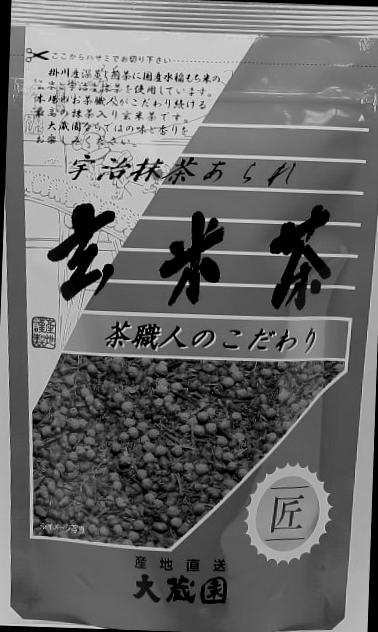 ここからハサミでお切り下さい
掛川産深蒸し煎茶に国産水稲もち米の
玄米と宇治産抹茶を使用しています。
本場のお茶職人がこだわり続ける
最高の抹茶入り玄米茶です。
大蔵園ならではの味と香りを
お楽しみください。
宇治抹茶あられ
玄米茶
茶職人のこだわり
匠
産地直送
大蔵園